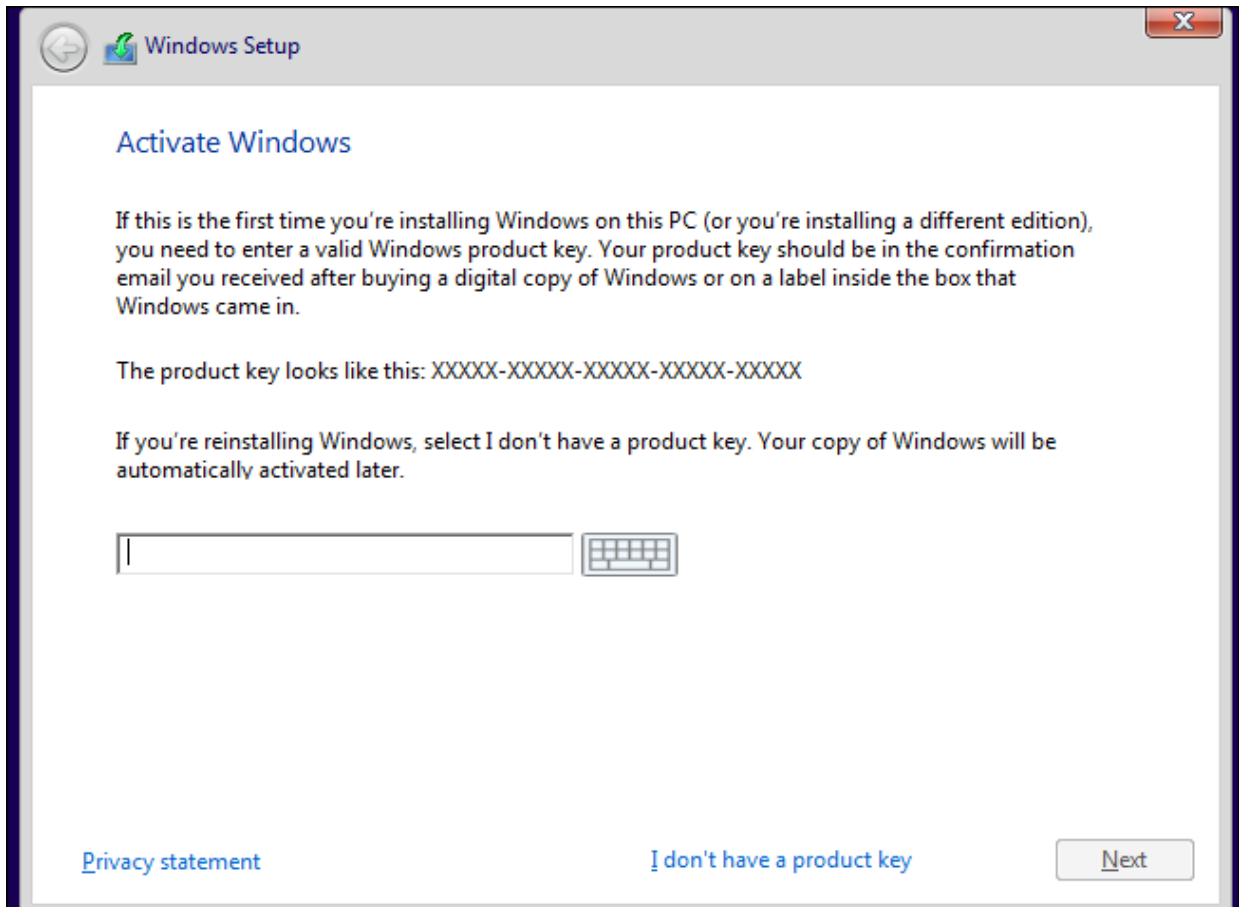 Windows Setup
Activate Windows
If this is the first time you're installing Windows on this PC (or you're installing a different edition),
you need to enter a valid Windows product key. Your product key should be in the confirmation
email you received after buying a digital copy of Windows or on a label inside the box that
Windows came in.
The product key looks like this: XXXXX-XXXXX-XXXXX-XXXXX-XXXXX
If you're reinstalling Windows, select I don't have a product key. Your copy of Windows will be
automatically activated later.
Privacy statement
I don't have a product key
Next